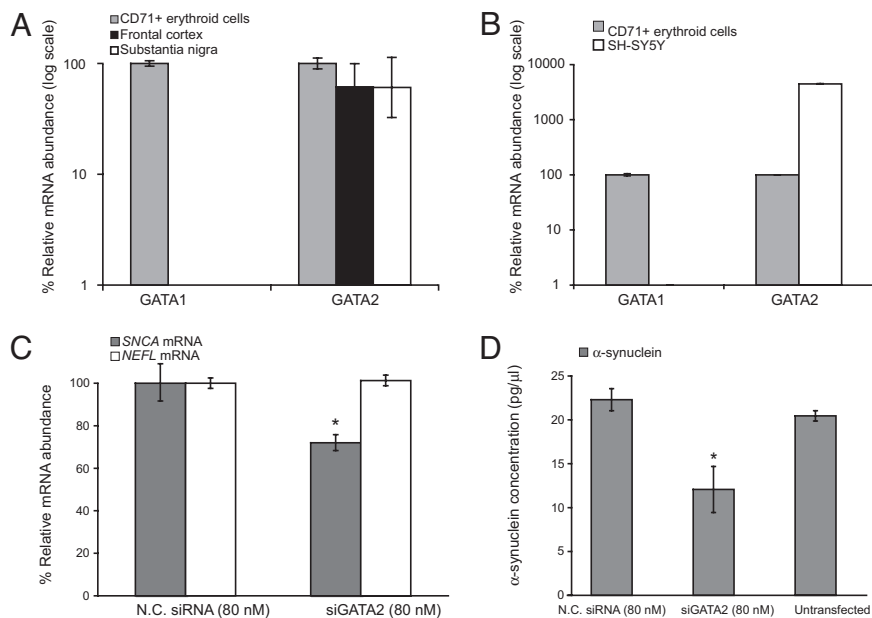 A
CD71+ erythroid cells
Frontal cortex
Substantia nigra
% Relative mRNA abundance (log scale)
100
10
1
GATA1
GATA2
B
CD71+ erythroid cells
SH-SY5Y
% Relative mRNA abundance (log scale)
10000
1000
100
10
1
GATA1
GATA2
C
SNCA mRNA
NEFL mRNA
% Relative mRNA abundance
100
80
60
40
20
0
*
N.C. siRNA (80 nM)
siGATA2 (80 nM)
D
α-synuclein
α-synuclein concentration (pg/μl)
25
20
15
10
5
0
*
N.C. siRNA (80 nM)
siGATA2 (80 nM)
Untransfected